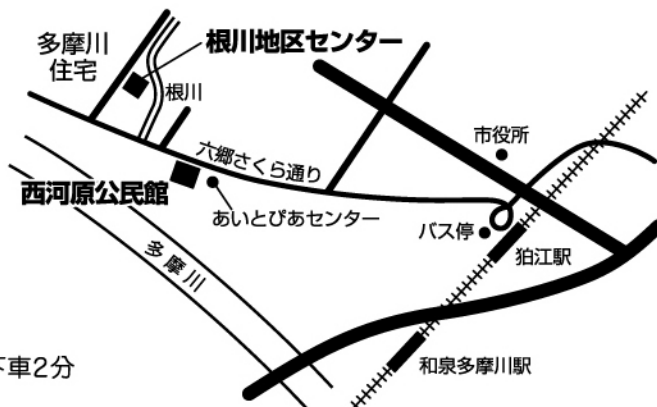 多摩川
住宅
根川地区センター
根川
市役所
六郷さくら通り
西河原公民館
あいとぴあセンター
バス停
狛江駅
多摩川
和泉多摩川駅
下車2分